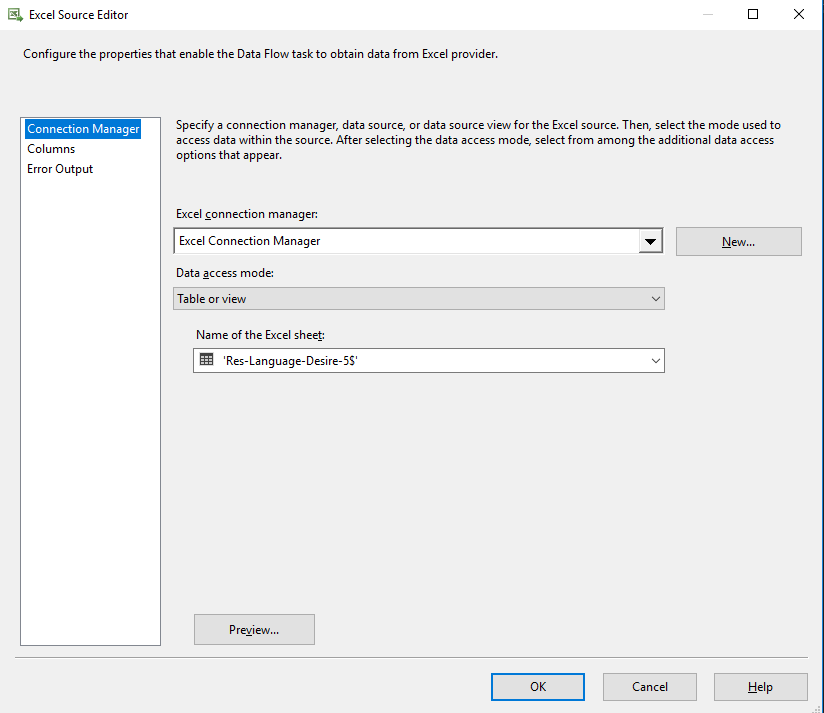 Excel Source Editor
Configure the properties that enable the Data Flow task to obtain data from Excel provider.
Connection Manager
Columns
Error Output
Specify a connection manager, data source, or data source view for the Excel source. Then, select the mode used to
access data within the source. After selecting the data access mode, select from among the additional data access
options that appear.
Excel connection manager:
Excel Connection Manager
New...
Data access mode:
Table or view
Name of the Excel sheet:
'Res-Language-Desire-5$'
Preview...
OK
Cancel
Help